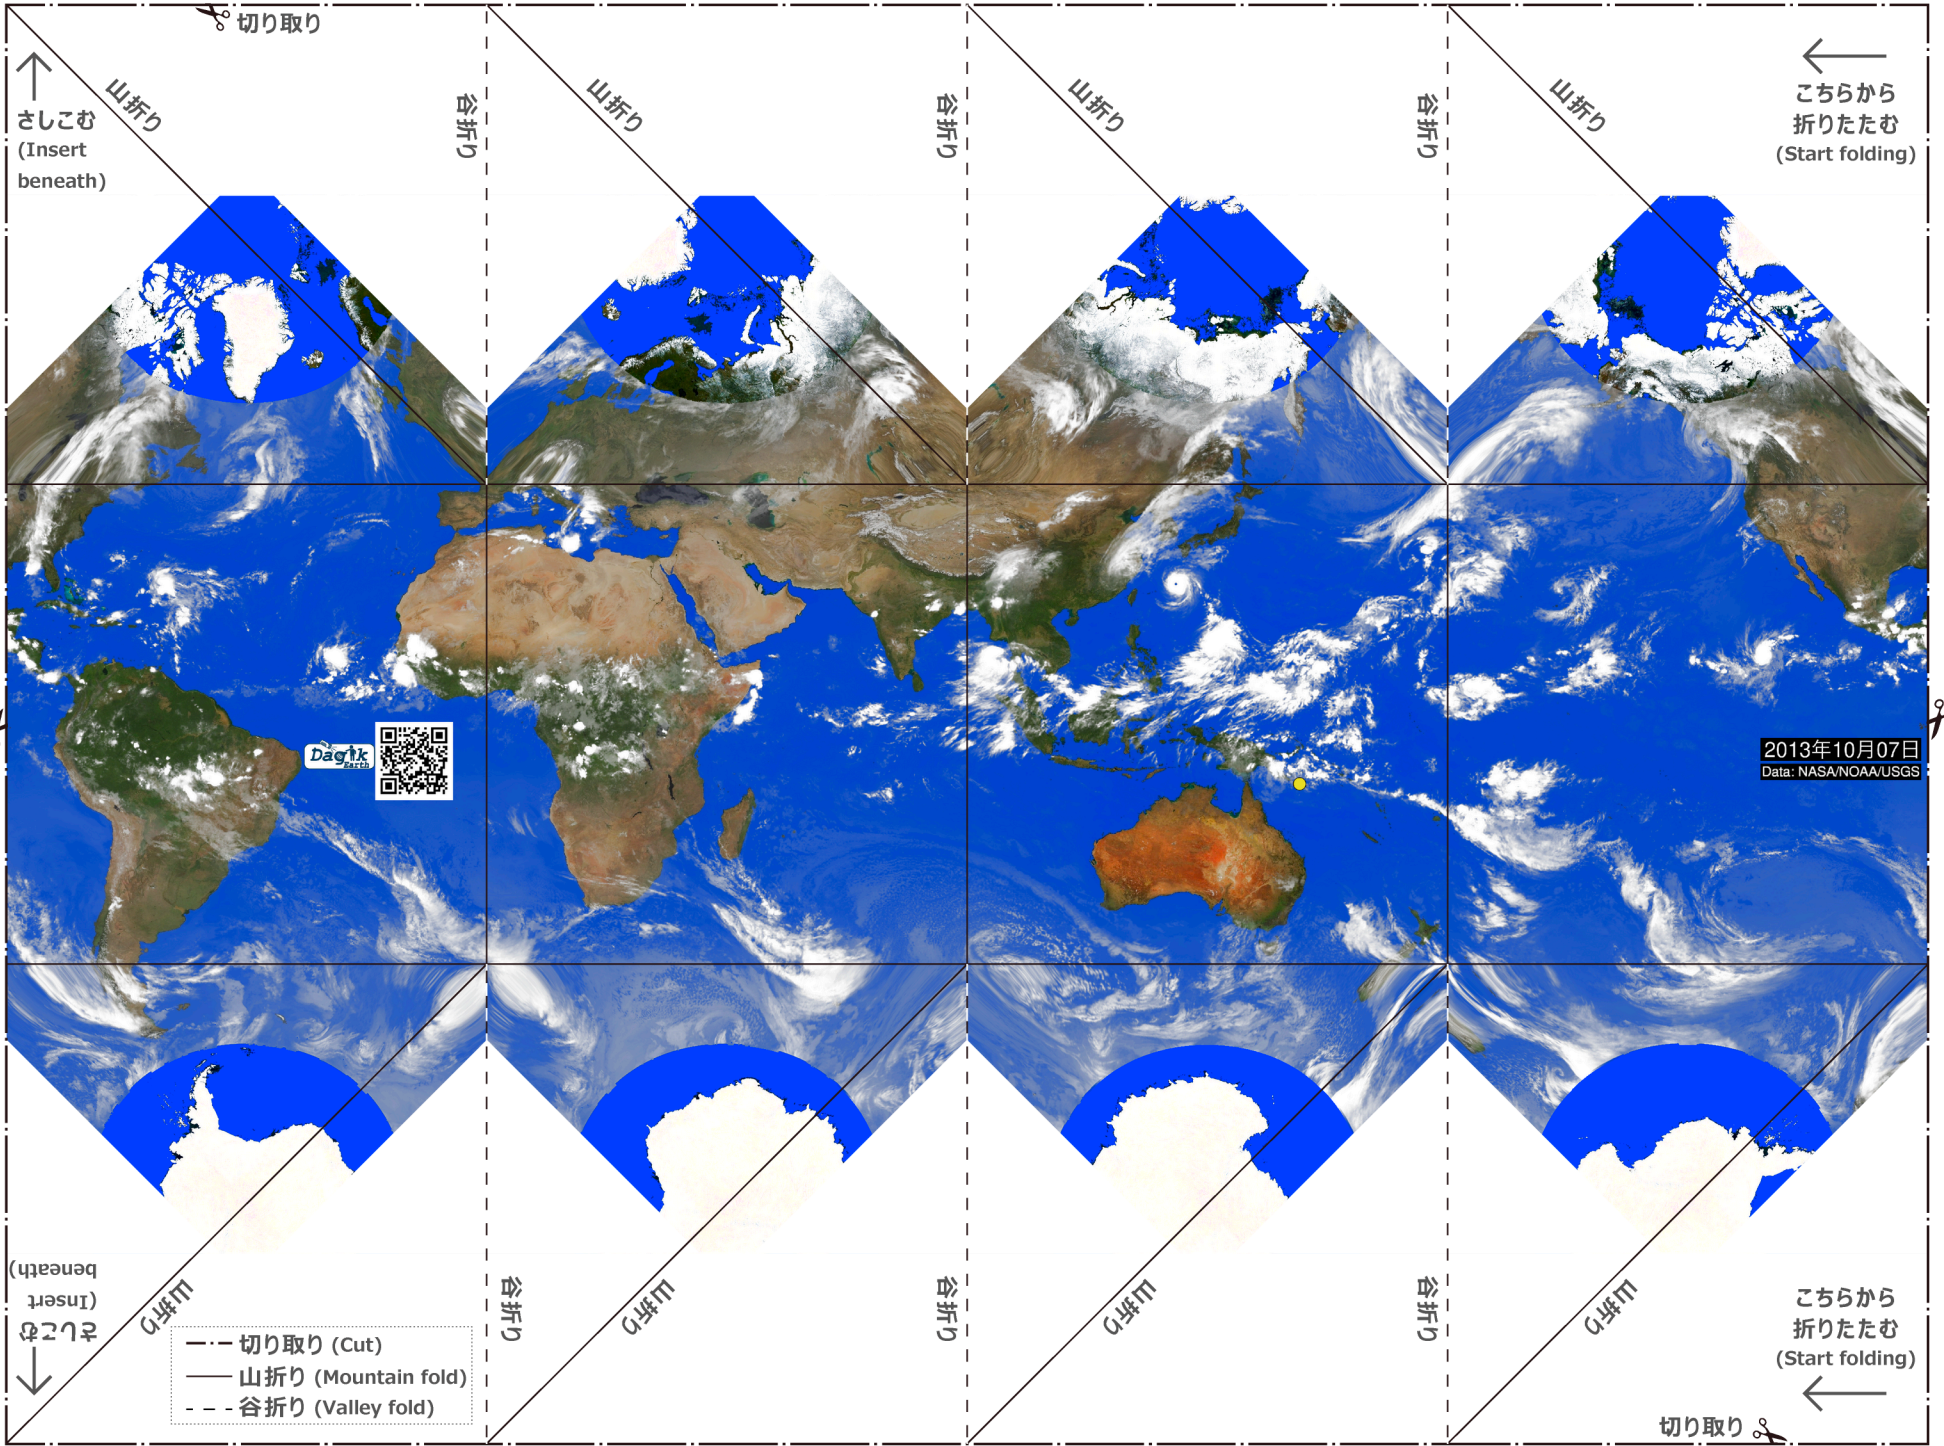 切り取り
山折り
谷折り
山折り
谷折り
山折り
谷折り
山折り
さしこむ
(Insert
beneath)
こちらから
折りたたむ
(Start folding)
Dagik
Earth
2013年10月07日
Data: NASA/NOAA/USGS
さしこむ
(Insert
beneath)
山折り
谷折り
山折り
谷折り
山折り
谷折り
山折り
こちらから
折りたたむ
(Start folding)
切り取り (Cut)
山折り (Mountain fold)
谷折り (Valley fold)
切り取り